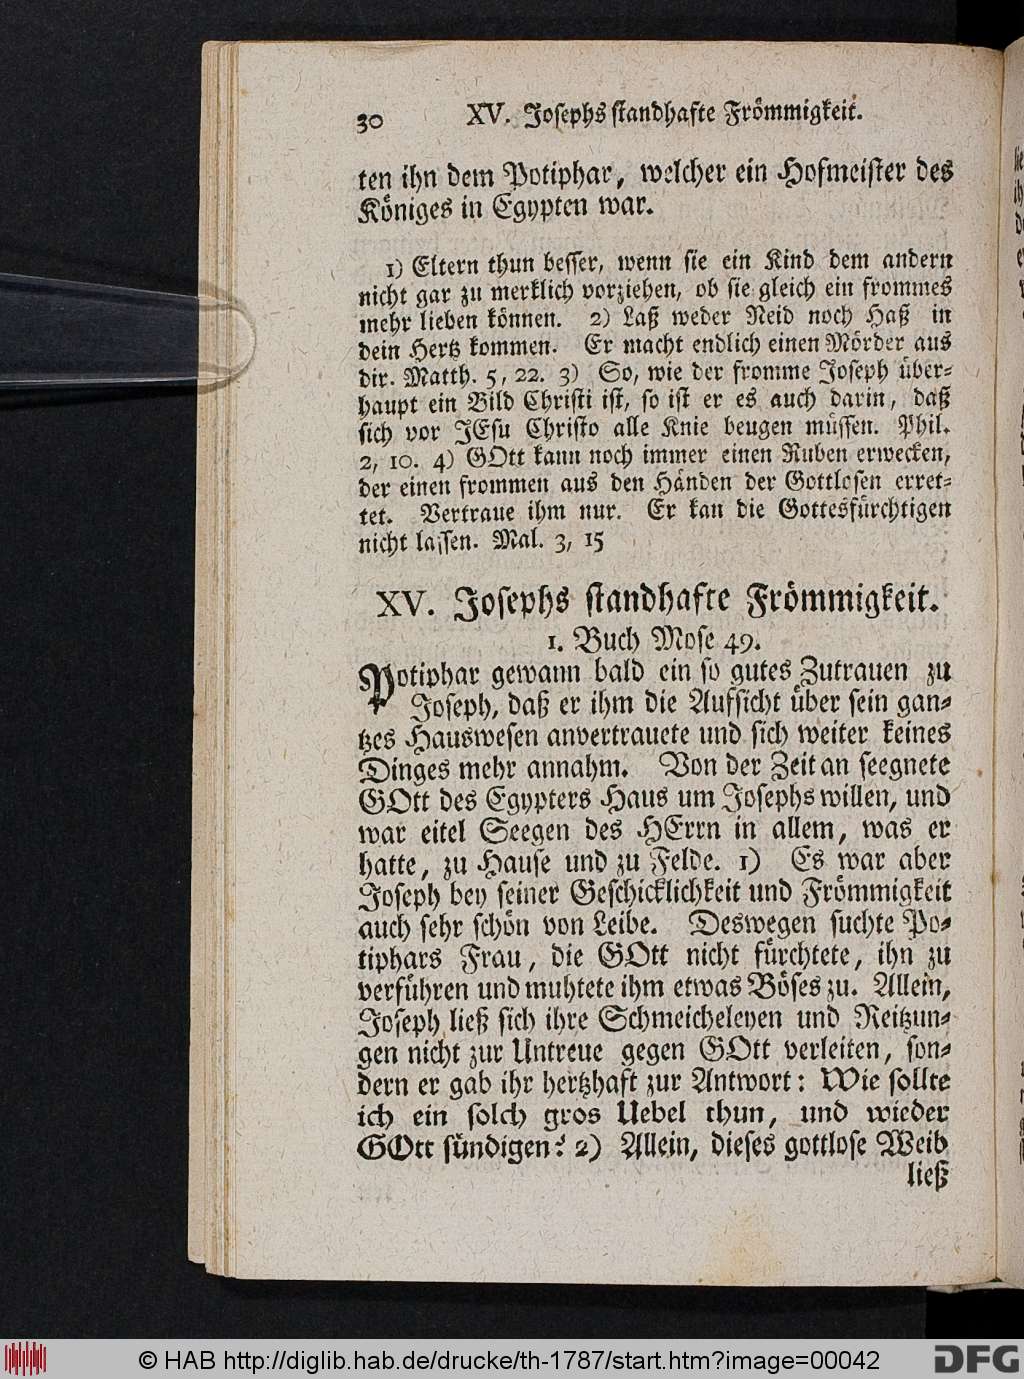 30 XV. Josephs standhafte Frömmigkeit.
ten ihn dem Potiphar, welcher ein Hofmeister des
Königes in Egypten war.
1) Eltern thun besser, wenn sie ein Kind dem andern
nicht gar zu merklich vorziehen, ob sie gleich ein frommes
mehr lieben können. 2) Laß weder Neid noch Haß in
dein Hertz kommen. Er macht endlich einen Mörder aus
dir. Matth. 5, 22. 3) So, wie der fromme Joseph über-
haupt ein Bild Christi ist, so ist er es auch darin, daß
sich vor JEsu Christo alle Knie beugen müssen. Phil.
2, 10. 4) GOtt kann noch immer einen Ruben erwecken,
der einen frommen aus den Händen der Gottlosen erret-
tet. Vertraue ihm nur. Er kan die Gottesfürchtigen
nicht lassen. Mal. 3, 15
XV. Josephs standhafte Frömmigkeit.
1. Buch Mose 49.
Potiphar gewann bald ein so gutes Zutrauen zu
Joseph, daß er ihm die Aufsicht über sein gan-
tzes Hauswesen anvertrauete und sich weiter keines
Dinges mehr annahm. Von der Zeit an seegnete
GOtt des Egypters Haus um Josephs willen, und
war eitel Seegen des HErrn in allem, was er
hatte, zu Hause und zu Felde. 1) Es war aber
Joseph bey seiner Geschicklichkeit und Frömmigkeit
auch sehr schön von Leibe. Deswegen suchte Po-
tiphars Frau, die GOtt nicht fürchtete, ihn zu
verführen und muhtete ihm etwas Böses zu. Allein,
Joseph ließ sich ihre Schmeicheleyen und Reitzun-
gen nicht zur Untreue gegen GOtt verleiten, son-
dern er gab ihr hertzhaft zur Antwort: Wie sollte
ich ein solch gros Uebel thun, und wieder
GOtt sündigen? 2) Allein, dieses gottlose Weib
ließ
© HAB http://diglib.hab.de/drucke/th-1787/start.htm?image=00042
DFG